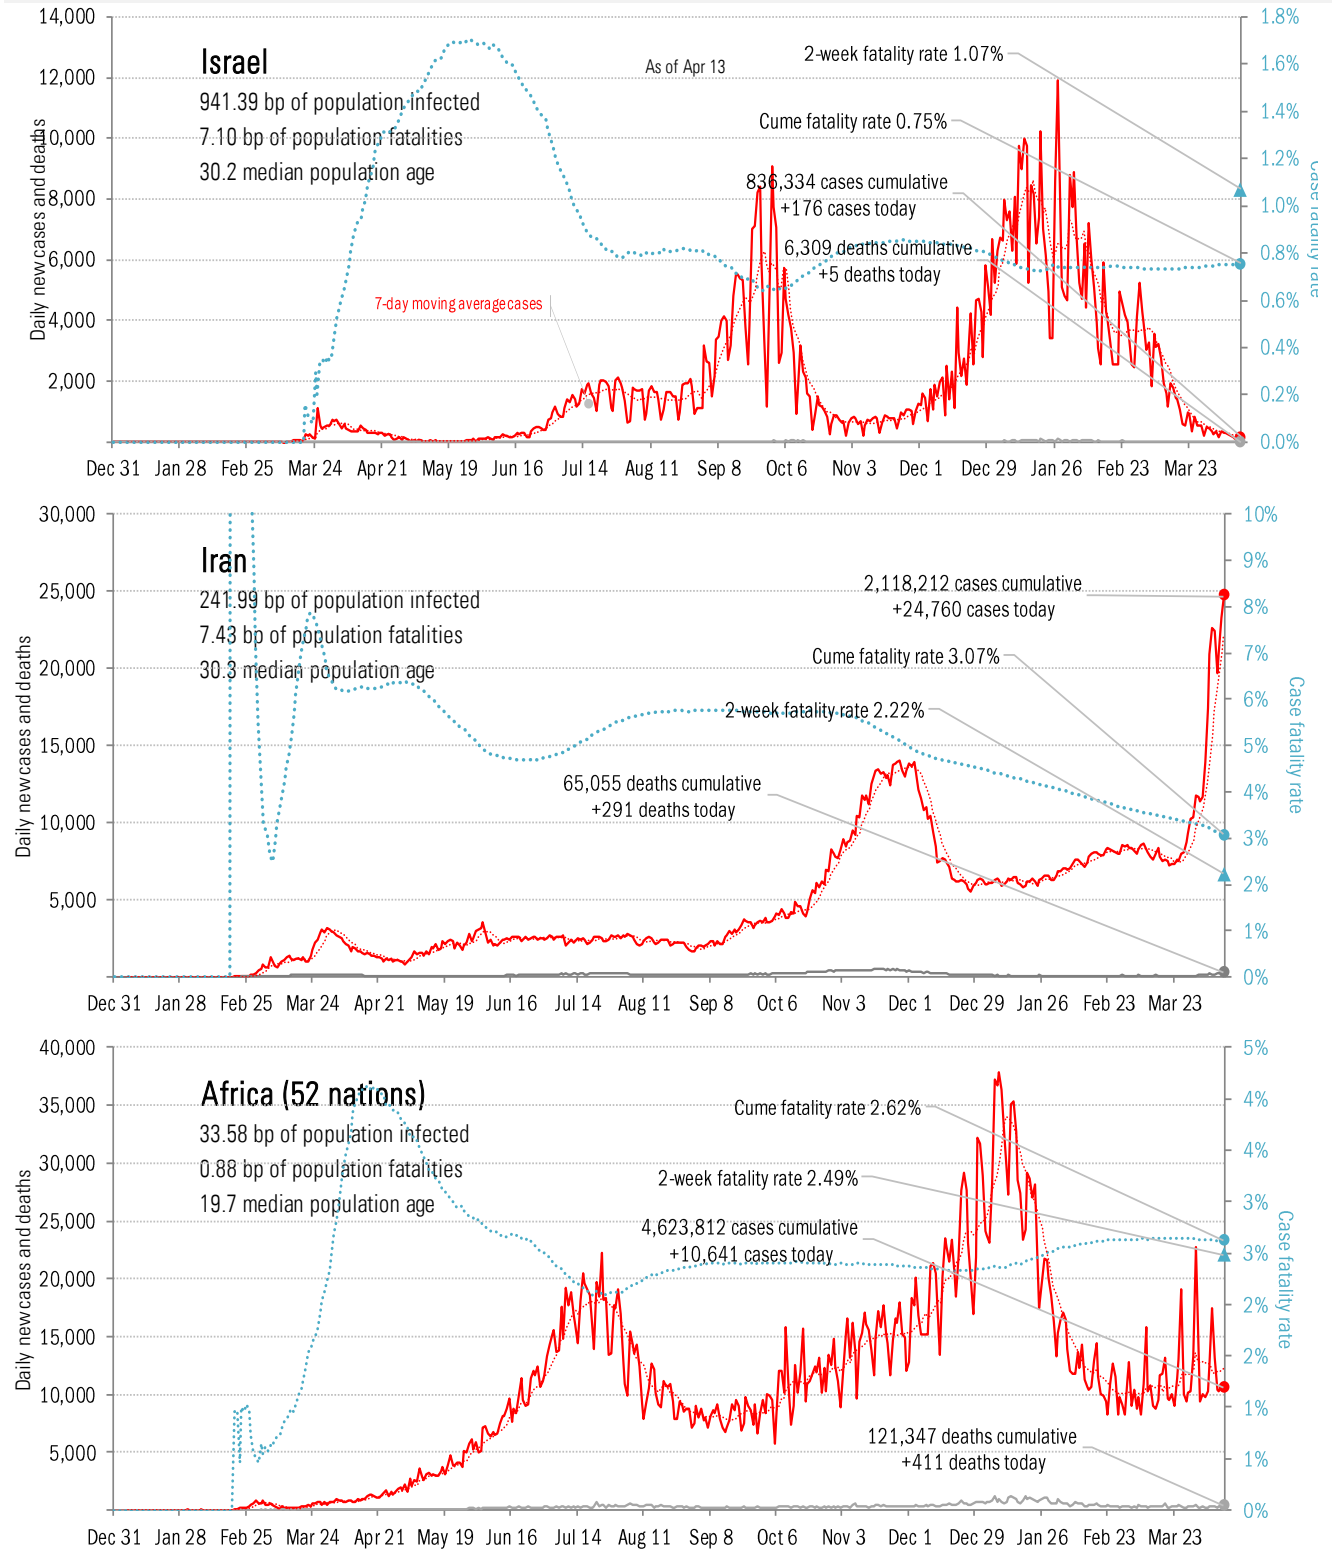 14,000
12,000
10,000
8,000
6,000
4,000
2,000
Daily new cases and deaths
Israel
941.39 bp of population infected
7.10 bp of population fatalities
30.2 median population age
As of Apr 13
2-week fatality rate 1.07%
Cume fatality rate 0.75%
836,334 cases cumulative
+176 cases today
6,309 deaths cumulative
+5 deaths today
7-day moving average cases
1.8%
1.6%
1.4%
1.2%
1.0%
0.8%
0.6%
0.4%
0.2%
0.0%
Case fatality rate
Dec 31 Jan 28 Feb 25 Mar 24 Apr 21 May 19 Jun 16 Jul 14 Aug 11 Sep 8 Oct 6 Nov 3 Dec 1 Dec 29 Jan 26 Feb 23 Mar 23
30,000
25,000
20,000
15,000
10,000
5,000
Daily new cases and deaths
Iran
241.99 bp of population infected
7.43 bp of population fatalities
30.3 median population age
2,118,212 cases cumulative
+24,760 cases today
Cume fatality rate 3.07%
2-week fatality rate 2.22%
65,055 deaths cumulative
+291 deaths today
10%
9%
8%
7%
6%
5%
4%
3%
2%
1%
0%
Case fatality rate
Dec 31 Jan 28 Feb 25 Mar 24 Apr 21 May 19 Jun 16 Jul 14 Aug 11 Sep 8 Oct 6 Nov 3 Dec 1 Dec 29 Jan 26 Feb 23 Mar 23
40,000
35,000
30,000
25,000
20,000
15,000
10,000
5,000
Daily new cases and deaths
Africa (52 nations)
33.58 bp of population infected
0.88 bp of population fatalities
19.7 median population age
Cume fatality rate 2.62%
2-week fatality rate 2.49%
4,623,812 cases cumulative
+10,641 cases today
121,347 deaths cumulative
+411 deaths today
5%
4%
4%
3%
3%
2%
2%
1%
1%
0%
Case fatality rate
Dec 31 Jan 28 Feb 25 Mar 24 Apr 21 May 19 Jun 16 Jul 14 Aug 11 Sep 8 Oct 6 Nov 3 Dec 1 Dec 29 Jan 26 Feb 23 Mar 23